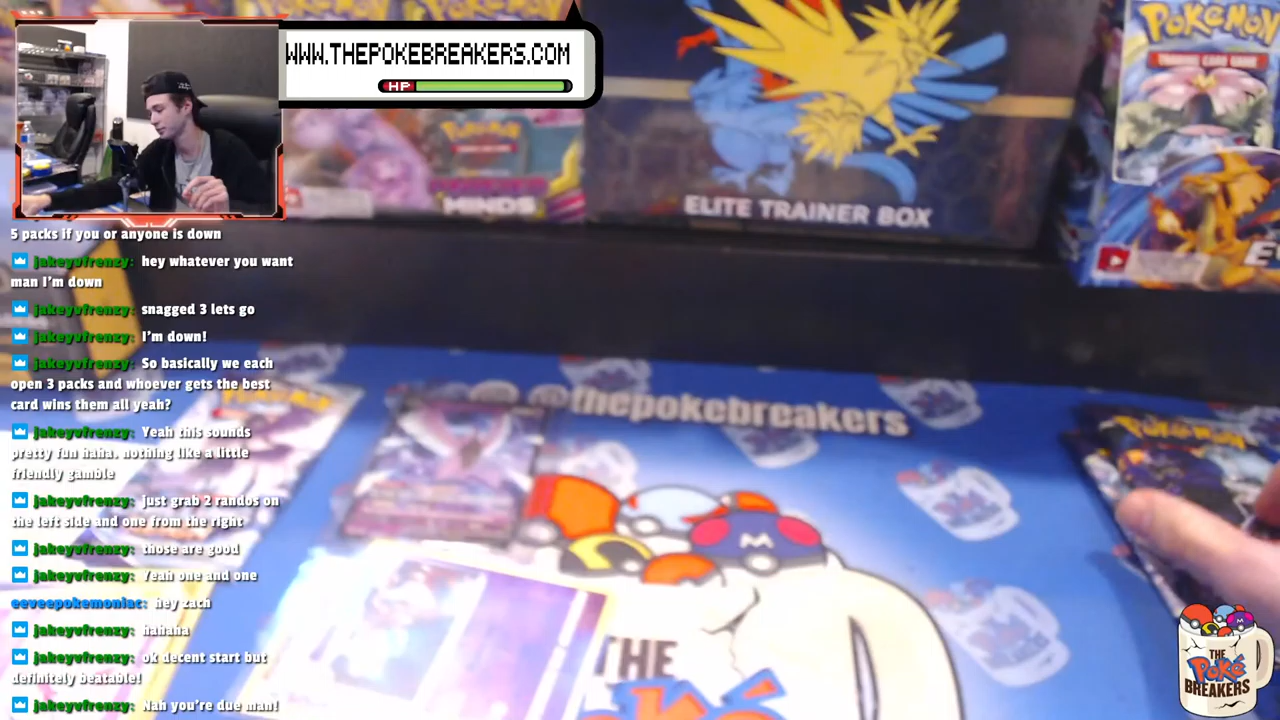 WWW.THEPOKEBREAKERS.COM
HP
POKEMON
TRAINING CARD GAME
MINDS
ELITE TRAINER BOX
5 packs if you or anyone is down
jakeyvfrenzy: hey whatever you want
man I'm down
jakeyvfrenzy: snagged 3 lets go
jakeyvfrenzy: I'm down!
jakeyvfrenzy: So basically we each
open 3 packs and whoever gets the best
card wins them all yeah?
jakeyvfrenzy: Yeah this sounds
pretty fun haha. nothing like a little
friendly gamble
jakeyvfrenzy: just grab 2 randos on
the left side and one from the right
jakeyvfrenzy: those are good
jakeyvfrenzy: Yeah one and one
eeveepokemoniac: hey zach
jakeyvfrenzy: hahaha
jakeyvfrenzy: ok decent start but
definitely beatable!
jakeyvfrenzy: Nah you're due man!
thepokebreakers
POKEMON
M
THE
THE
Poké
BREAKERS